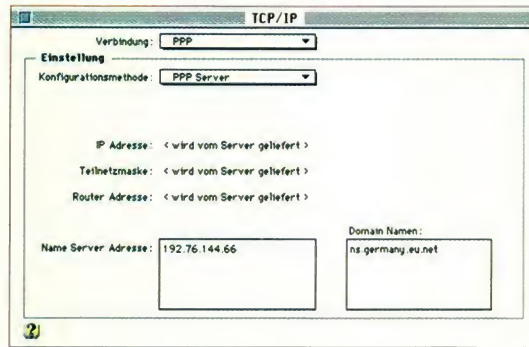 TCP/IP
Verbindung: PPP
Einstellung
Konfigurationsmethode: PPP Server
IP Adresse: < wird vom Server geliefert >
Teilnetzmaske: < wird vom Server geliefert >
Router Adresse: < wird vom Server geliefert >
Domain Namen:
Name Server Adresse: 192.76.144.66 ns.germany.eu.net
?